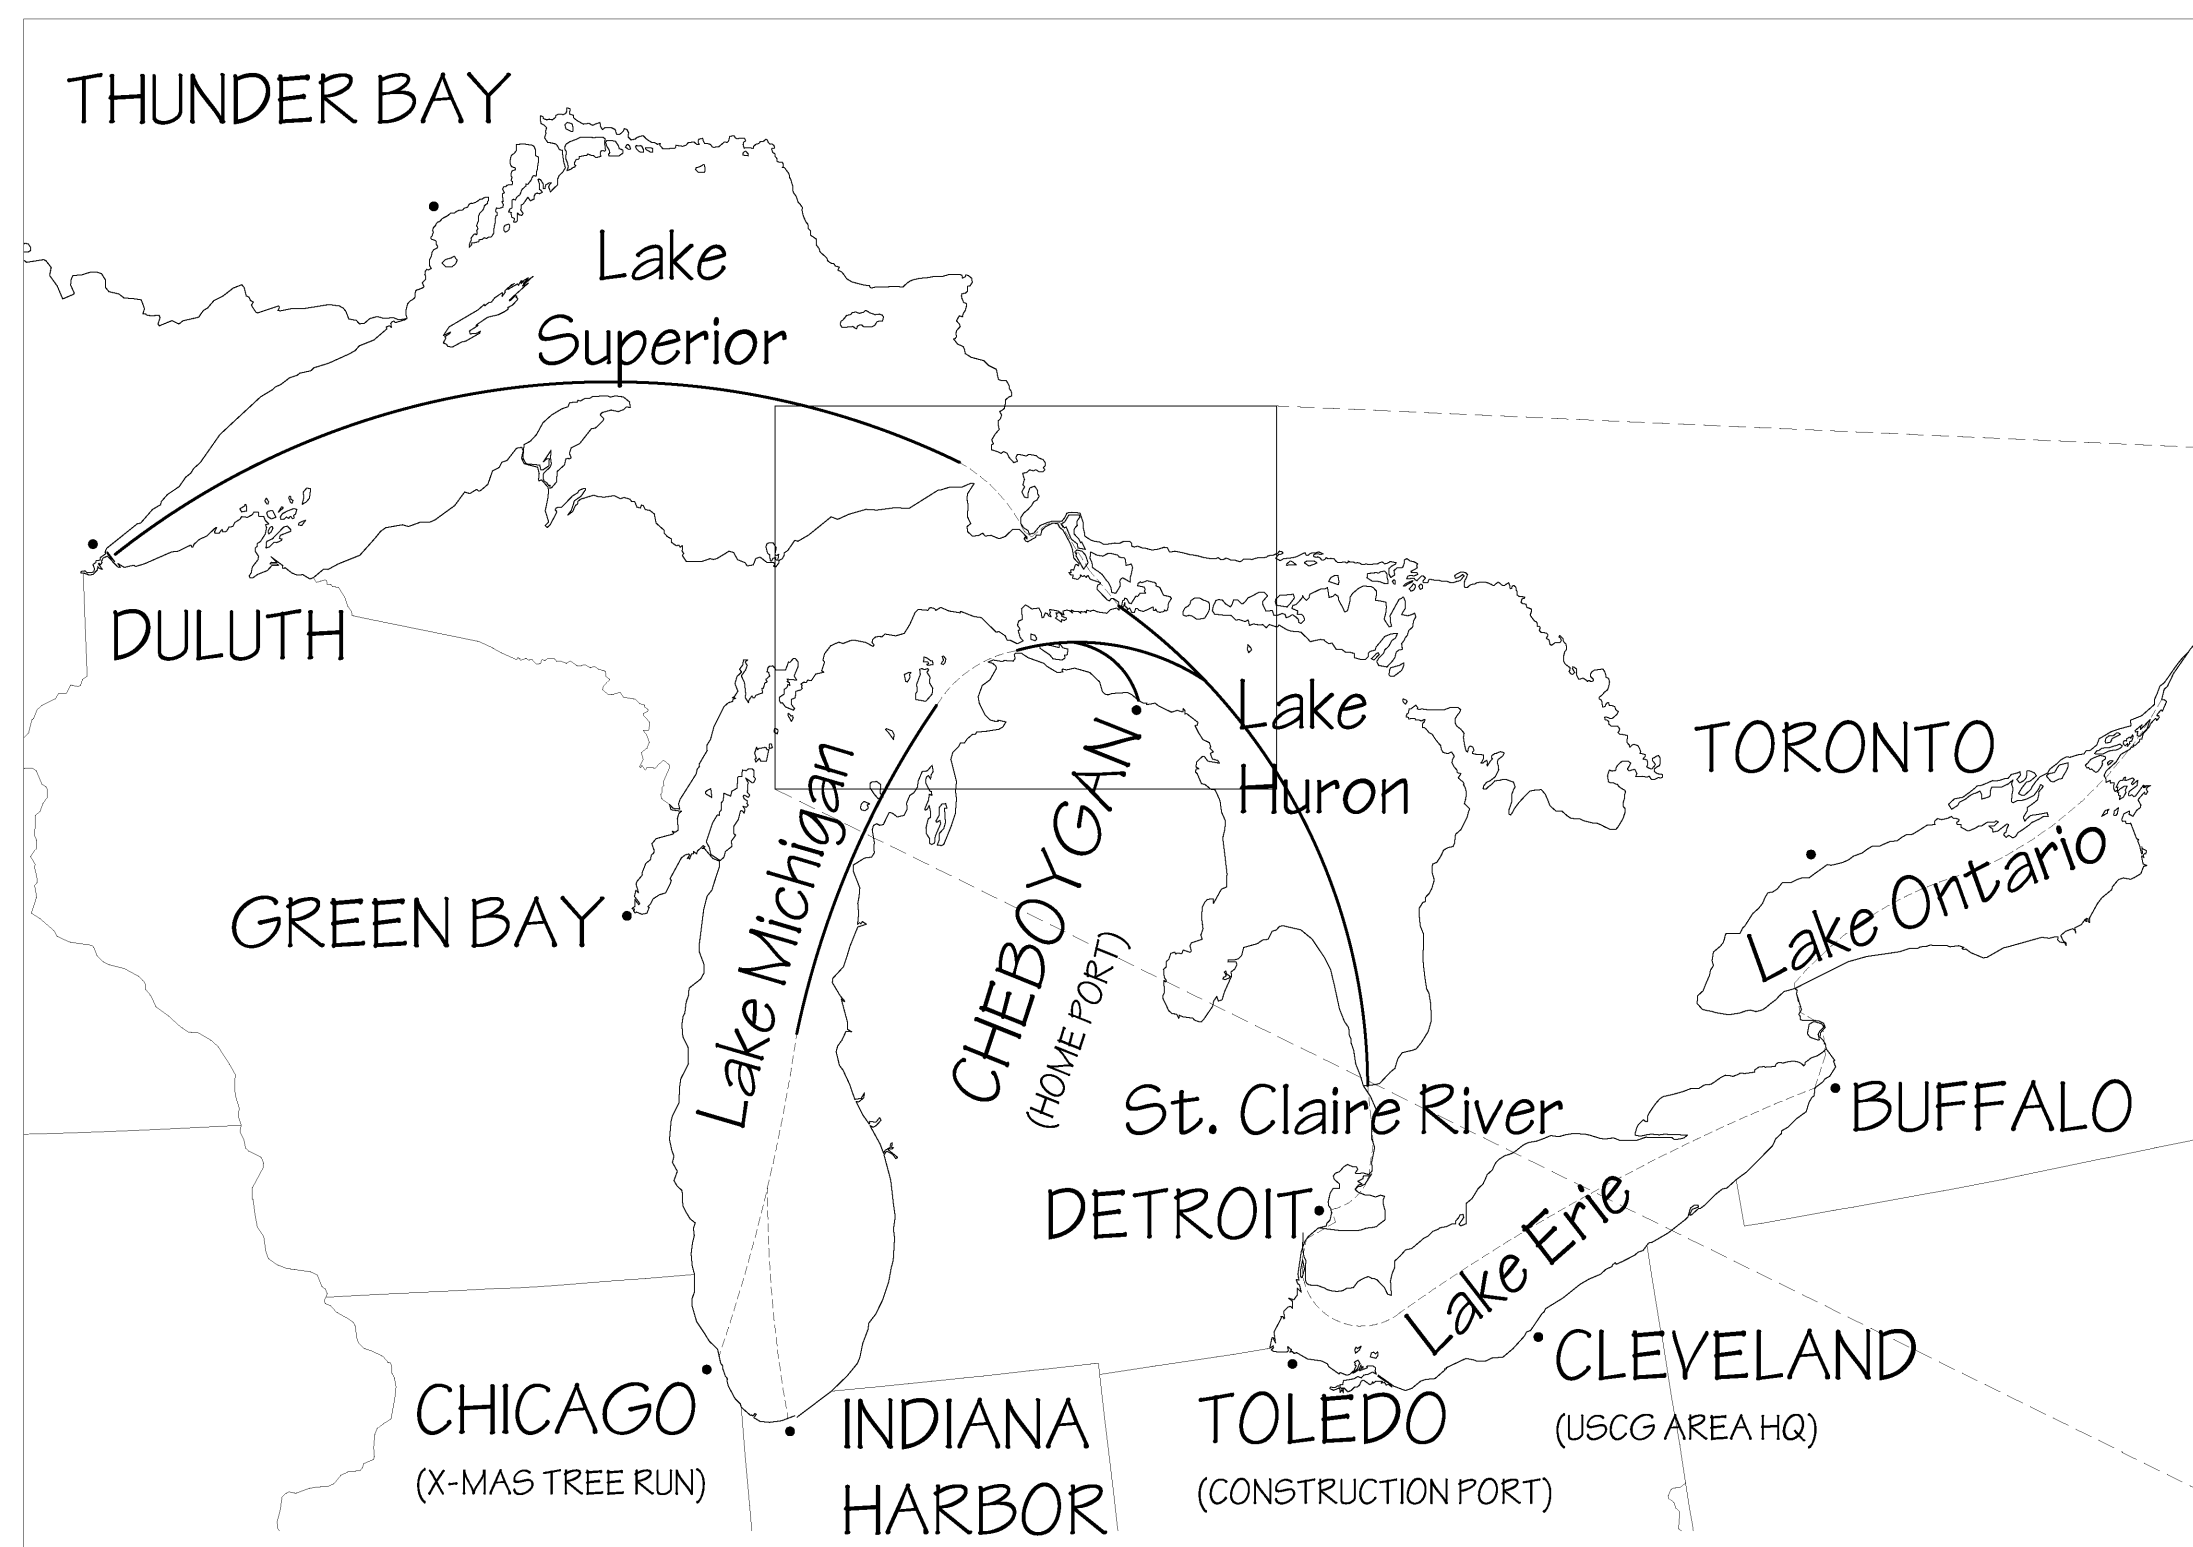 THUNDER BAY
Lake
Superior
DULUTH
Lake
Huron
TORONTO
Lake Michigan
CHEBOYGAN
(HOME PORT)
GREEN BAY
Lake Ontario
St. Claire River
BUFFALO
DETROIT
Lake Erie
CLEVELAND
(USCG AREA HQ)
CHICAGO
(X-MAS TREE RUN)
INDIANA
HARBOR
TOLEDO
(CONSTRUCTION PORT)